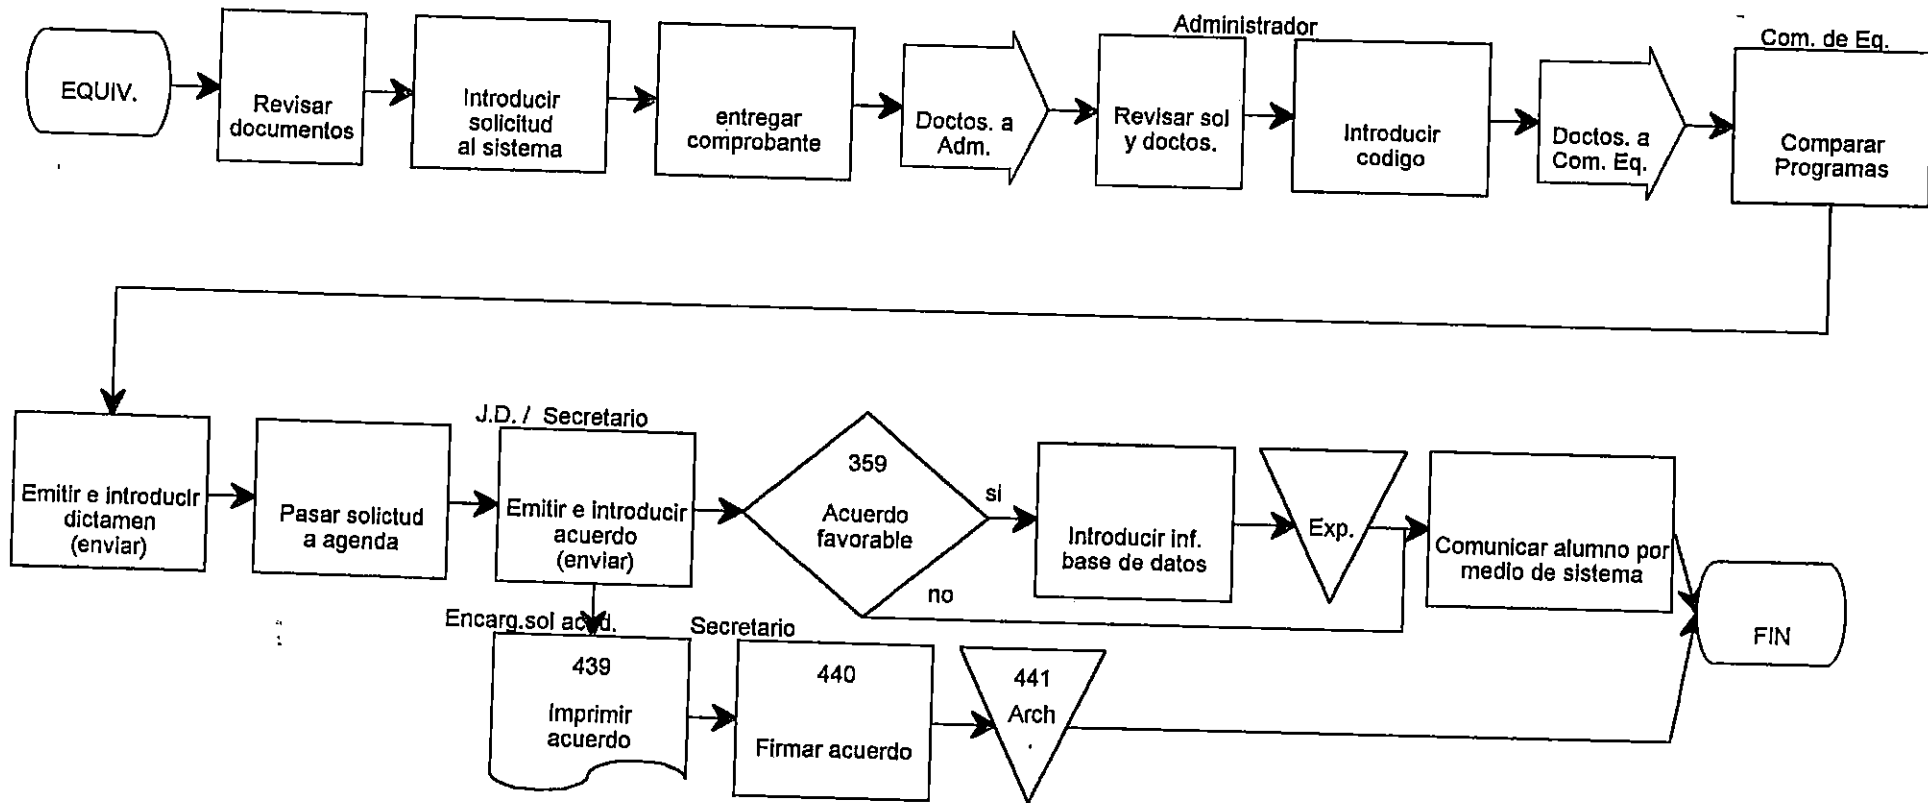 EQUIV.
Revisar
documentos
Introducir
solicitud
al sistema
entregar
comprobante
Doctos. a
Adm.
Administrador
Revisar sol
y doctos.
Introducir
codigo
Doctos. a
Com. Eq.
Com. de Eq.
Comparar
Programas
Emitir e introducir
dictamen
(enviar)
Pasar solictud
a agenda
J.D. / Secretario
Emitir e introducir
acuerdo
(enviar)
359
Acuerdo
favorable
si
no
Introducir inf.
base de datos
Exp.
Comunicar alumno por
medio de sistema
FIN
Encarg.sol acad.
439
Imprimir
acuerdo
Secretario
440
Firmar acuerdo
441
Arch